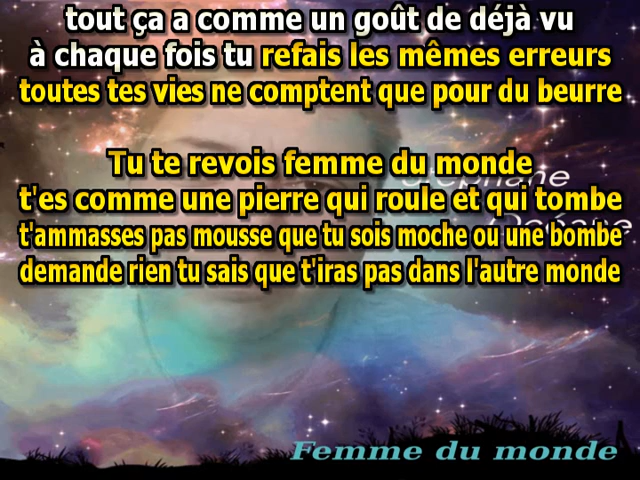 tout ça a comme un goût de déjà vu
à chaque fois tu refais les mêmes erreurs
toutes tes vies ne comptent que pour du beurre
Tu te revois femme du monde
Stéphane
t'es comme une pierre qui roule et qui tombe
t'ammasses pas mousse que tu sois moche ou une bombe
demande rien tu sais que t'iras pas dans l'autre monde
Femme du monde